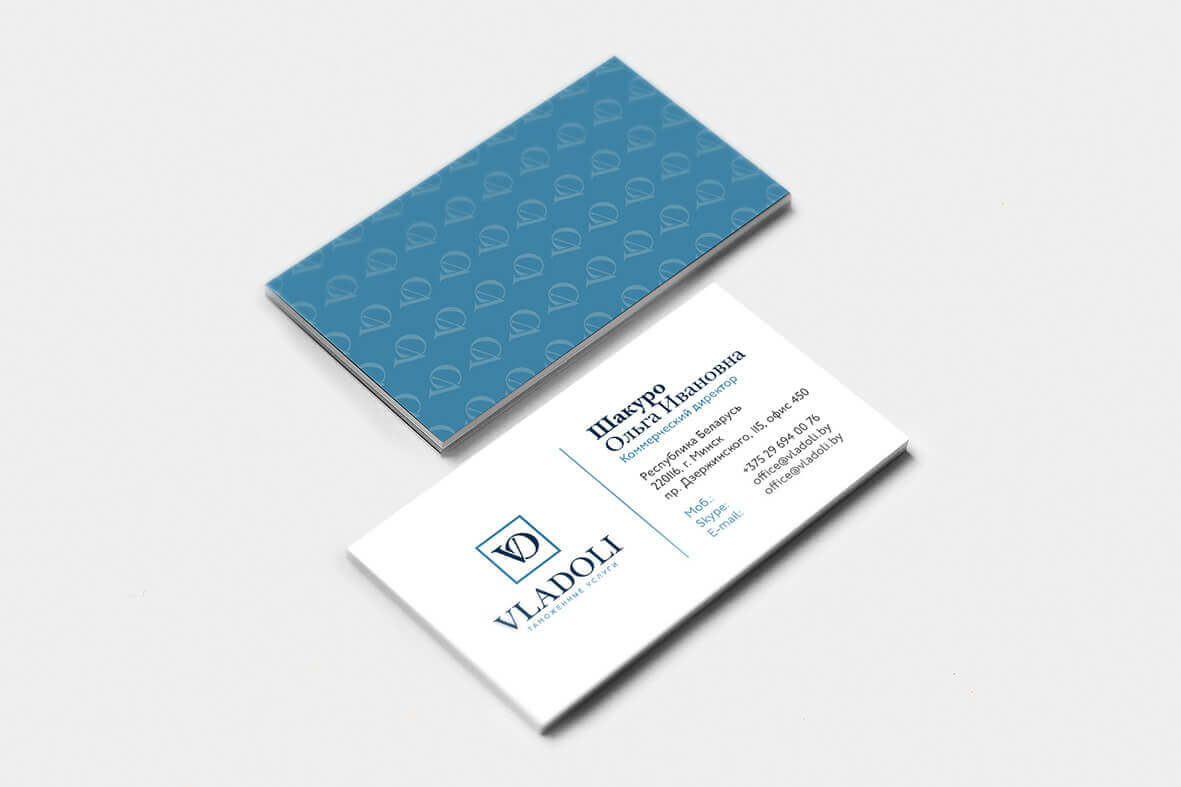 VD
VLADOLI
ТАМОЖЕННЫЕ УСЛУГИ
Шакуро
Ольга Ивановна
Коммерческий директор
Республика Беларусь
220116, г. Минск
пр. Дзержинского, 115, офис 450
Моб.: +375 29 694 00 76
Skype: office@vladoli.by
E-mail: office@vladoli.by